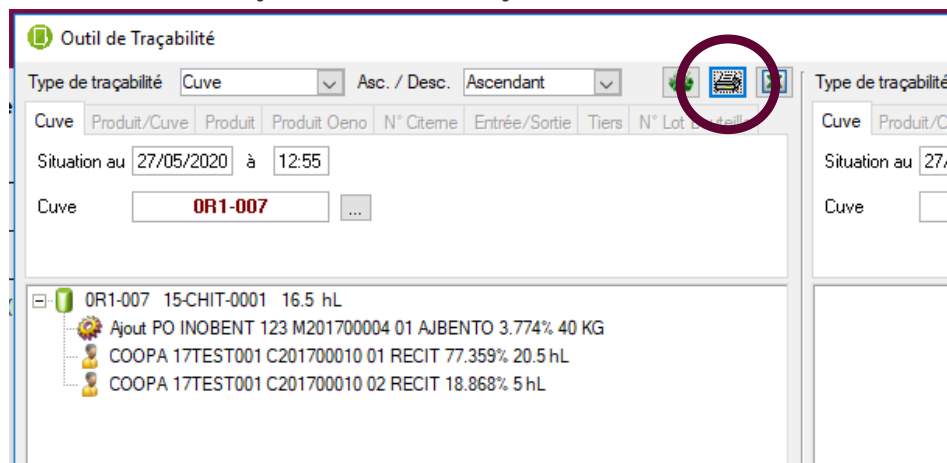 Outil de Traçabilité
Type de traçabilité Cuve Asc. / Desc. Ascendant
Cuve Produit/Cuve Produit Produit Oeno N° Citerne Entrée/Sortie Tiers N° Lot Bouteille
Situation au 27/05/2020 à 12:55
Cuve 0R1-007 ...
0R1-007 15-CHIT-0001 16.5 hL
Ajout PO INOBENT 123 M201700004 01 AJBENTO 3.774% 40 KG
COOPA 17TEST001 C201700010 01 RECIT 77.359% 20.5 hL
COOPA 17TEST001 C201700010 02 RECIT 18.868% 5 hL
Type de traçabilité
Cuve Produit/C
Situation au 27/
Cuve